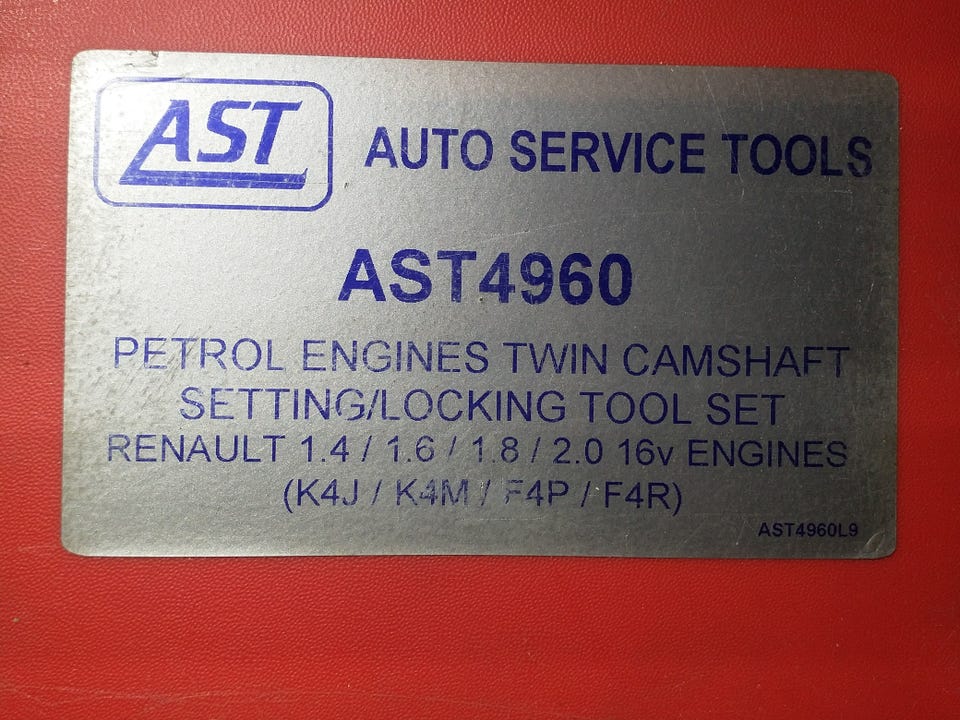 AST AUTO SERVICE TOOLS
AST4960
PETROL ENGINES TWIN CAMSHAFT
SETTING/LOCKING TOOL SET
RENAULT 1.4 / 1.6 / 1.8 / 2.0 16v ENGINES
(K4J / K4M / F4P / F4R)
AST4960L9